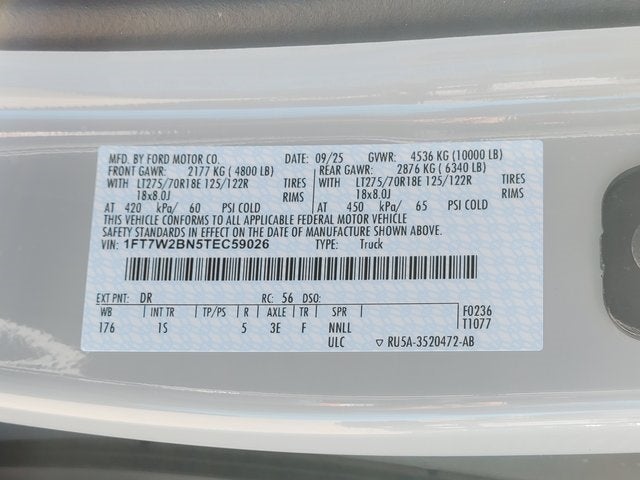 MFD. BY FORD MOTOR CO. DATE: 09/25 GVWR: 4536 KG (10000 LB)
FRONT GAWR: 2177 KG ( 4800 LB) REAR GAWR: 2876 KG ( 6340 LB)
WITH LT275/70R18E 125/122R TIRES WITH LT275/70R18E 125/122R TIRES
18x8.0J RIMS 18x8.0J RIMS
AT 420 kPa/ 60 PSI COLD AT 450 kPa/ 65 PSI COLD
THIS VEHICLE CONFORMS TO ALL APPLICABLE FEDERAL MOTOR VEHICLE
SAFETY STANDARDS IN EFFECT ON THE DATE OF MANUFACTURE SHOWN ABOVE.
VIN: 1FT7W2BN5TEC59026 TYPE: Truck
EXT PNT: DR RC: 56 DSO:
WB INT TR TP/PS R AXLE TR SPR F0236
176 1S 5 3E F NNLL T1077
ULC ▽ RU5A-3520472-AB